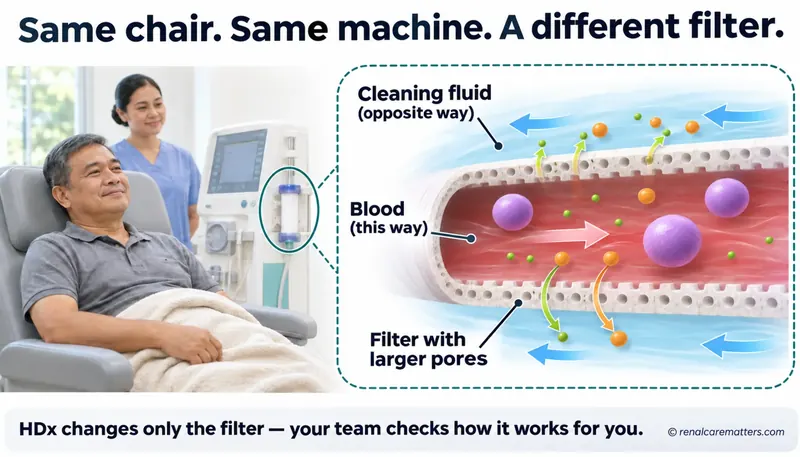 Same chair. Same machine. A different filter.
Cleaning fluid
(opposite way)
Blood
(this way)
Filter with
larger pores
HDx changes only the filter — your team checks how it works for you.
© renalcarematters.com